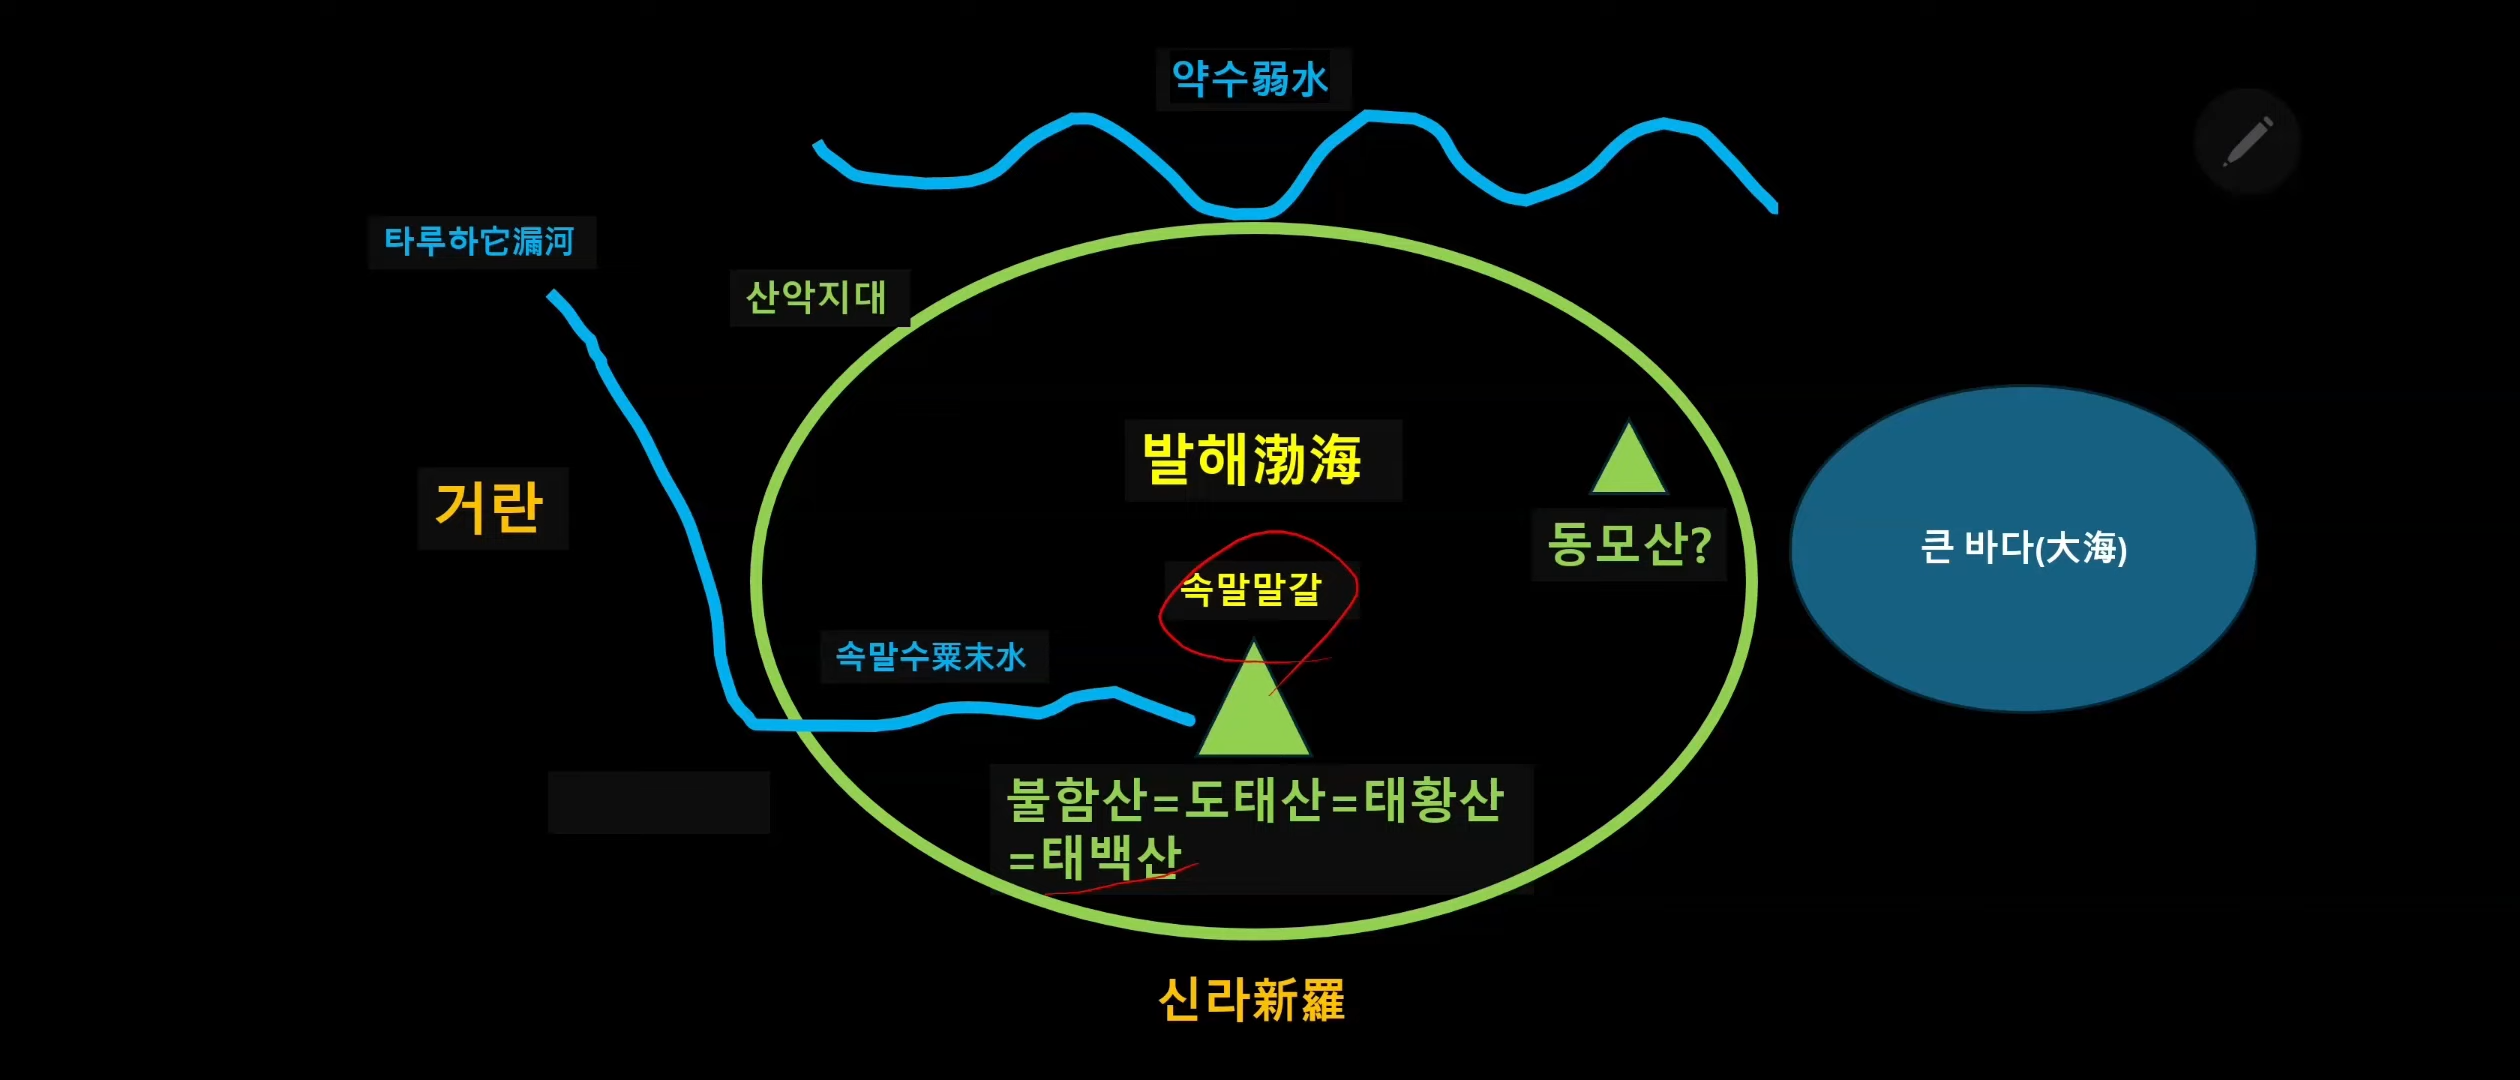 약수弱水
타루하它漏河
산악지대
발해渤海
거란
동모산?
큰 바다(大海)
속말말갈
속말수粟末水
불함산=도태산=태황산
=태백산
신라新羅